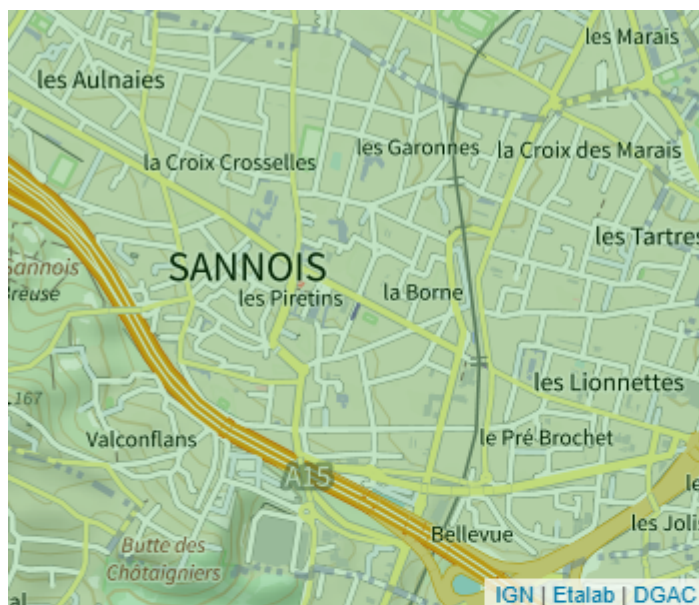 les Marais
les Aulnaies
les Garonnes
la Croix des Marais
la Croix Crosselles
les Tartres
Sannois
SANNOIS
la Borne
les Piretins
les Lionnettes
.167
Valconflans
le Pré Brochet
A15
le
les Jolis
Bellevue
Butte des
Châtaigniers
al
IGN | Etalab | DGAC